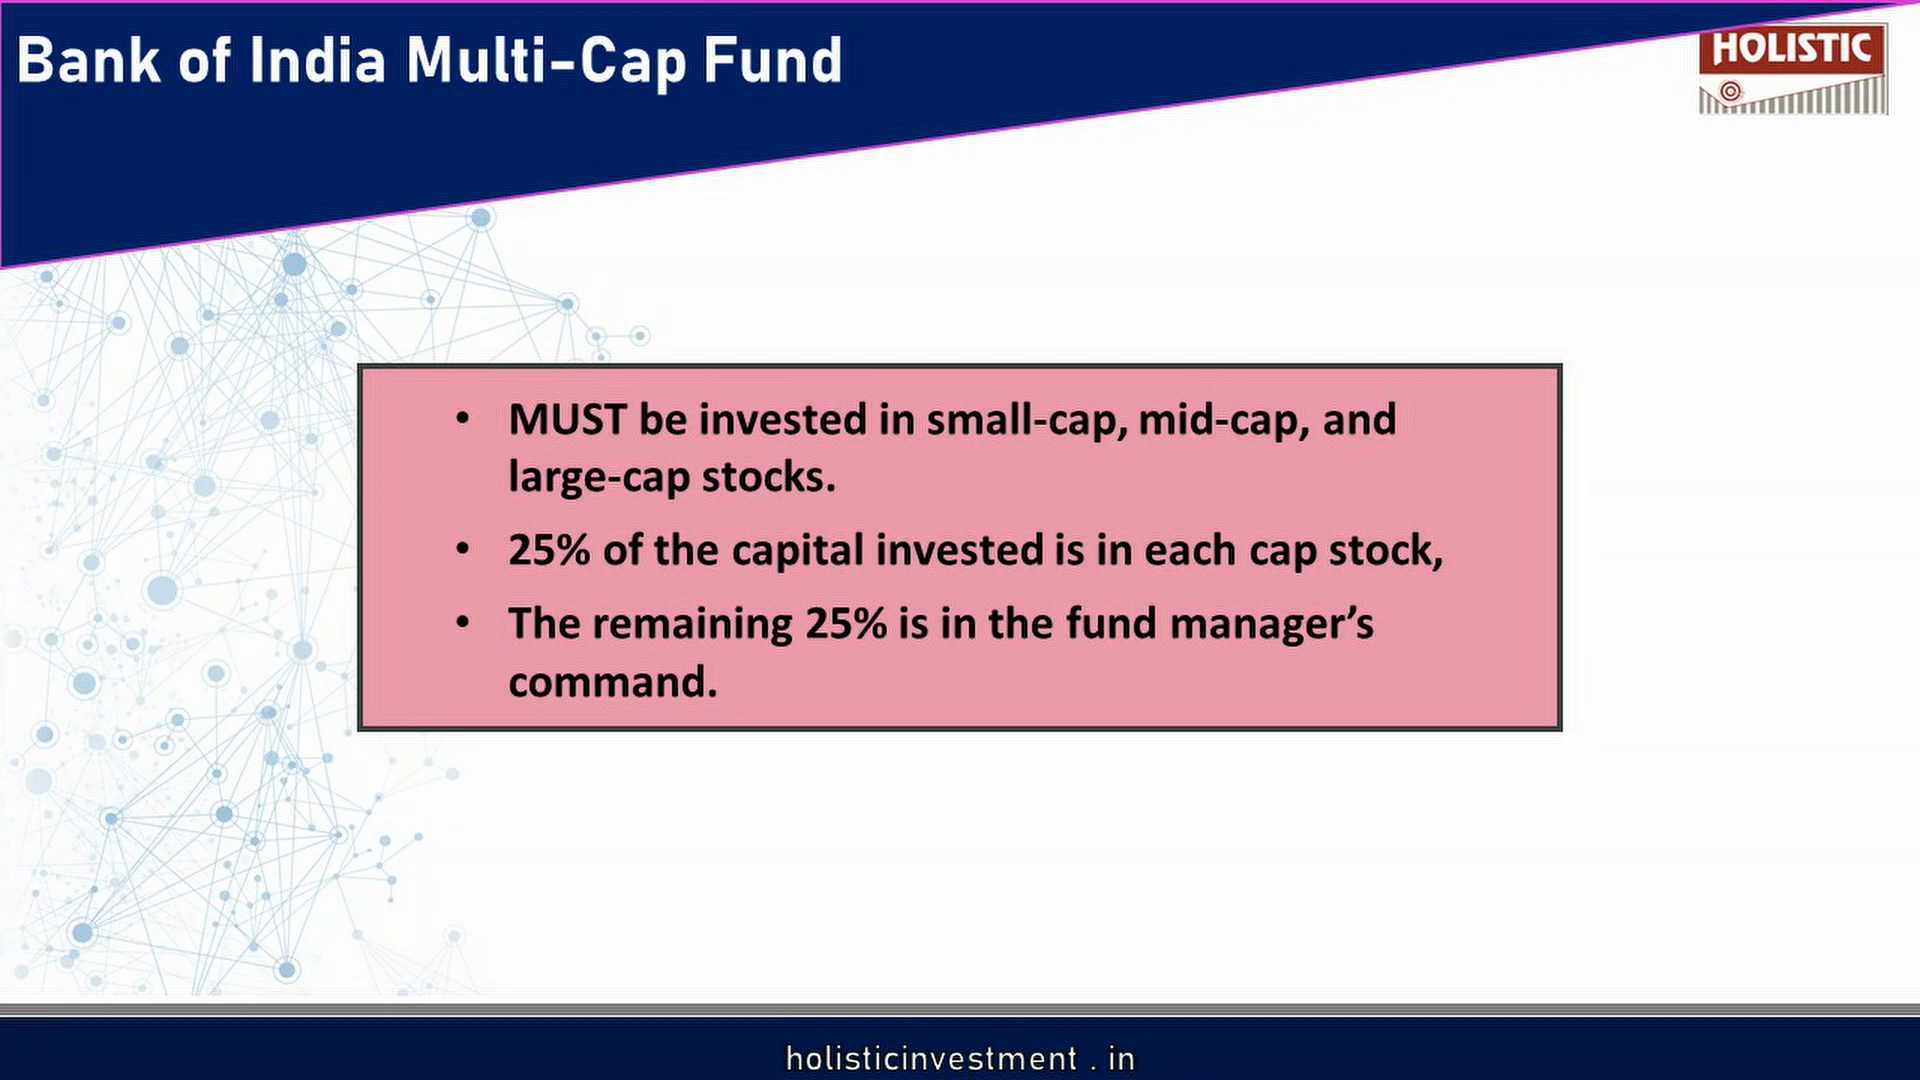 Bank of India Multi-Cap Fund
HOLISTIC
• MUST be invested in small-cap, mid-cap, and
large-cap stocks.
• 25% of the capital invested is in each cap stock,
• The remaining 25% is in the fund manager’s
command.
holisticinvestment . in